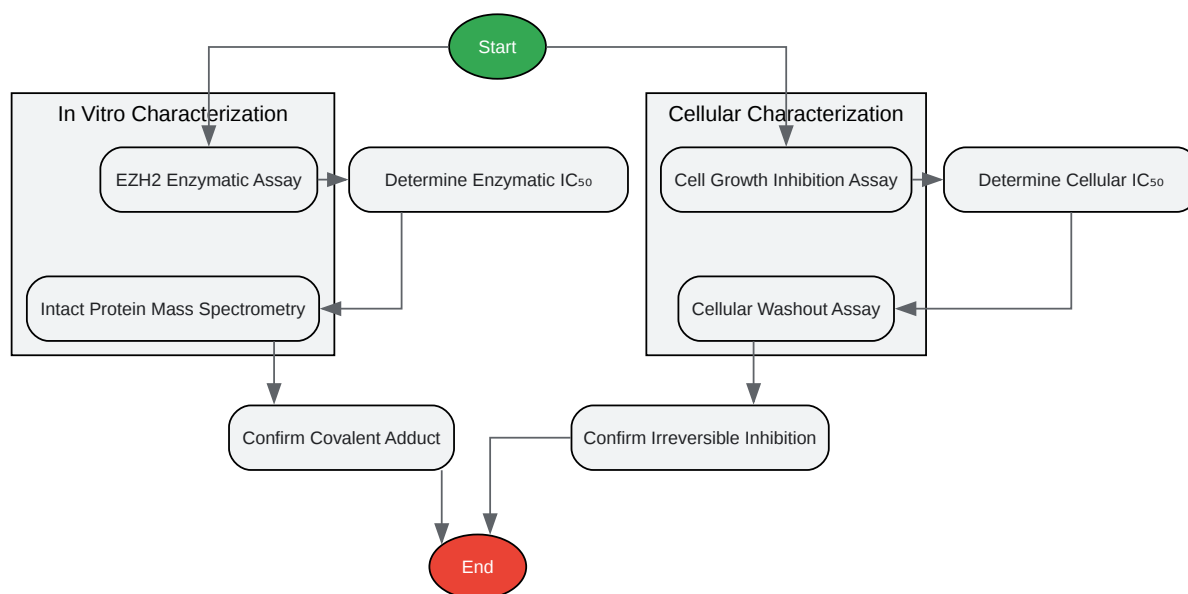 Start
In Vitro Characterization
Cellular Characterization
EZH2 Enzymatic Assay
Determine Enzymatic IC₅₀
Cell Growth Inhibition Assay
Determine Cellular IC₅₀
Intact Protein Mass Spectrometry
Cellular Washout Assay
Confirm Covalent Adduct
Confirm Irreversible Inhibition
End